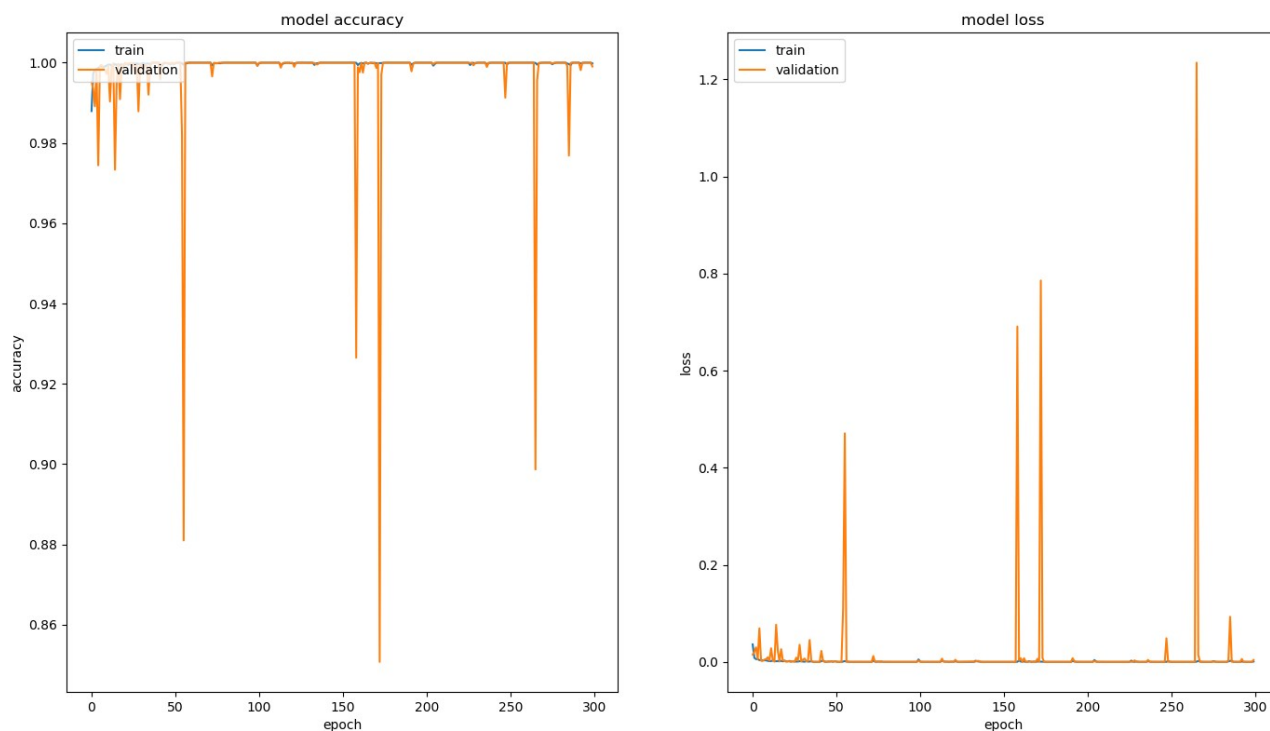 model accuracy
train
validation
1.00
0.98
0.96
0.94
0.92
0.90
0.88
0.86
accuracy
0
50
100
150
200
250
300
epoch
model loss
train
validation
1.2
1.0
0.8
0.6
0.4
0.2
0.0
loss
0
50
100
150
200
250
300
epoch